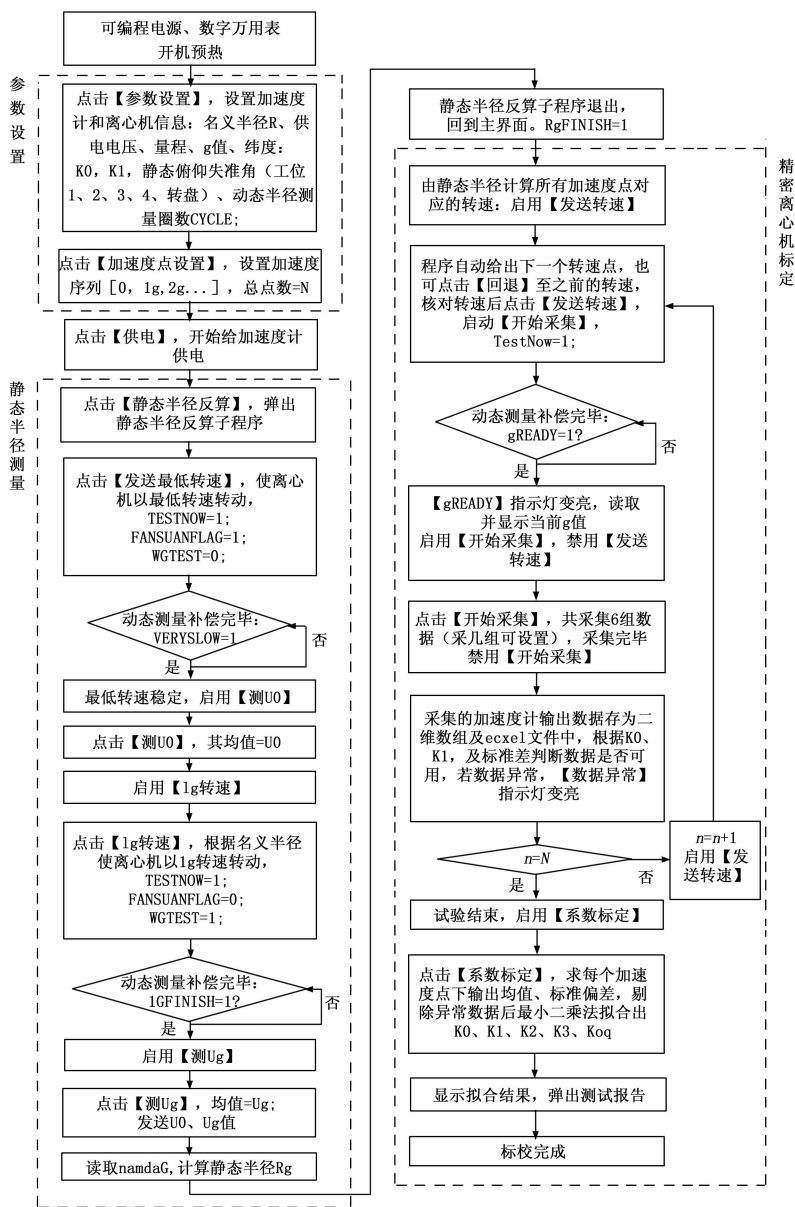 可编程电源、数字万用表
开机预热
参数设置
点击【参数设置】，设置加速度
计和离心机信息：名义半径R、供
电电压、量程、g值、纬度：
K0，K1，静态俯仰失准角（工位
1、2、3、4、转盘）、动态半径测
量圈数CYCLE;
点击【加速度点设置】，设置加速度
序列［0，1g,2g...］，总点数=N
点击【供电】，开始给加速度计
供电
静态半径测量
点击【静态半径反算】，弹出
静态半径反算子程序
点击【发送最低转速】，使离心
机以最低转速转动，
TESTNOW=1;
FANSUANFLAG=1;
WGTEST=0;
动态测量补偿完毕：
VERYSLOW=1
否
是
最低转速稳定，启用【测U0】
点击【测U0】，其均值=U0
启用【1g转速】
点击【1g转速】，根据名义半径
使离心机以1g转速转动，
TESTNOW=1;
FANSUANFLAG=0;
WGTEST=1;
动态测量补偿完毕：
1GFINISH=1?
否
是
启用【测Ug】
点击【测Ug】，均值=Ug;
发送U0、Ug值
读取namdaG,计算静态半径Rg
静态半径反算子程序退出，
回到主界面。RgFINISH=1
精密离心机标定
由静态半径计算所有加速度点对
应的转速：启用【发送转速】
程序自动给出下一个转速点，也
可点击【回退】至之前的转速，
核对转速后点击【发送转速】，
启动【开始采集】，
TestNow=1;
动态测量补偿完毕：
gREADY=1?
否
是
【gREADY】指示灯变亮，读取
并显示当前g值
启用【开始采集】，禁用【发送
转速】
点击【开始采集】，共采集6组数
据（采几组可设置），采集完毕
禁用【开始采集】
采集的加速度计输出数据存为二
维数组及ecxel文件中，根据K0、
K1，及标准差判断数据是否可
用，若数据异常，【数据异常】
指示灯变亮
n=N
否
是
n=n+1
启用【发
送转速】
试验结束，启用【系数标定】
点击【系数标定】，求每个加速
度点下输出均值、标准偏差，剔
除异常数据后最小二乘法拟合出
K0、K1、K2、K3、Koq
显示拟合结果，弹出测试报告
标校完成